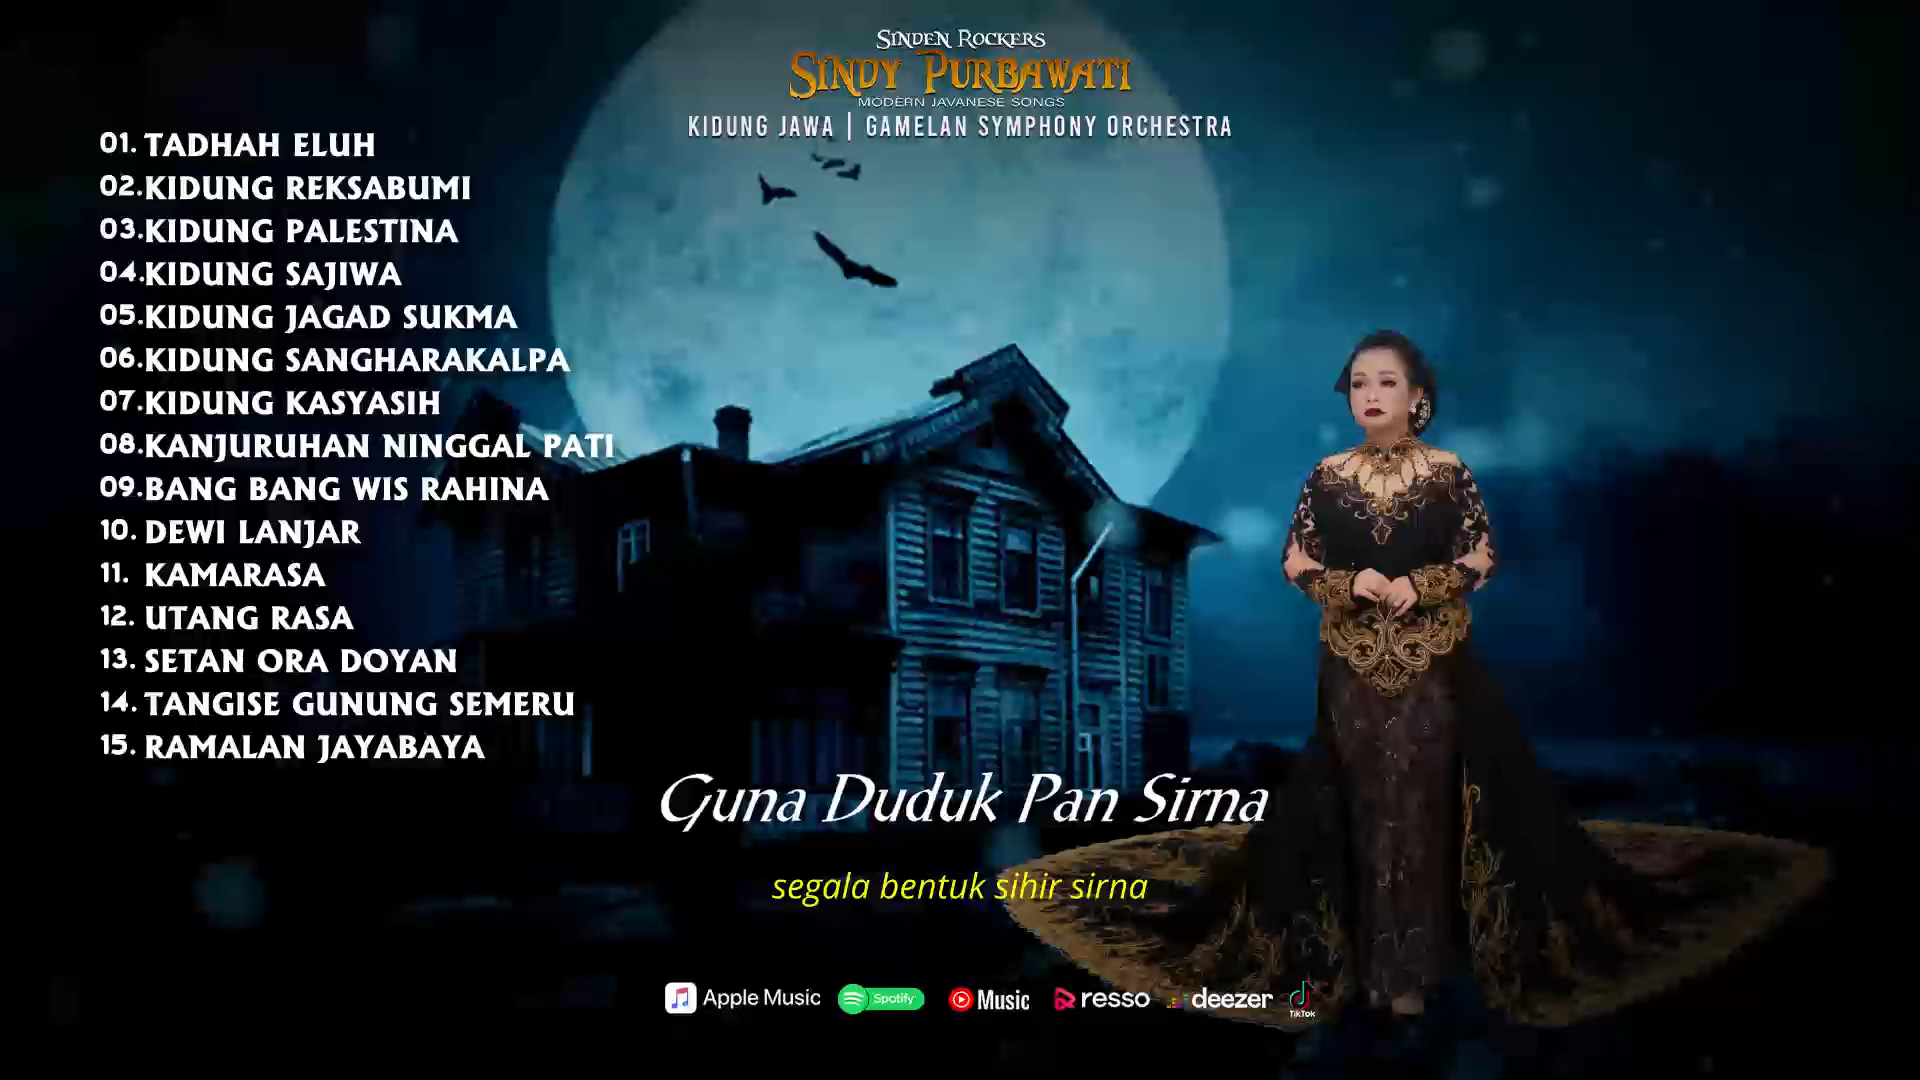 SINDEN ROCKERS
SINDY PURBAWATI
MODERN JAVANESE SONGS
KIDUNG JAWA | GAMELAN SYMPHONY ORCHESTRA
01. TADHAH ELUH
02. KIDUNG REKSABUMI
03. KIDUNG PALESTINA
04. KIDUNG SAJIWA
05. KIDUNG JAGAD SUKMA
06. KIDUNG SANGHARAKALPA
07. KIDUNG KASYASIH
08. KANJURUHAN NINGGAL PATI
09. BANG BANG WIS RAHINA
10. DEWI LANJAR
11. KAMARASA
12. UTANG RASA
13. SETAN ORA DOYAN
14. TANGISE GUNUNG SEMERU
15. RAMALAN JAYABAYA
Guna Duduk Pan Sirna
segala bentuk sihir sirna
Apple Music Spotify Music resso deezer TikTok